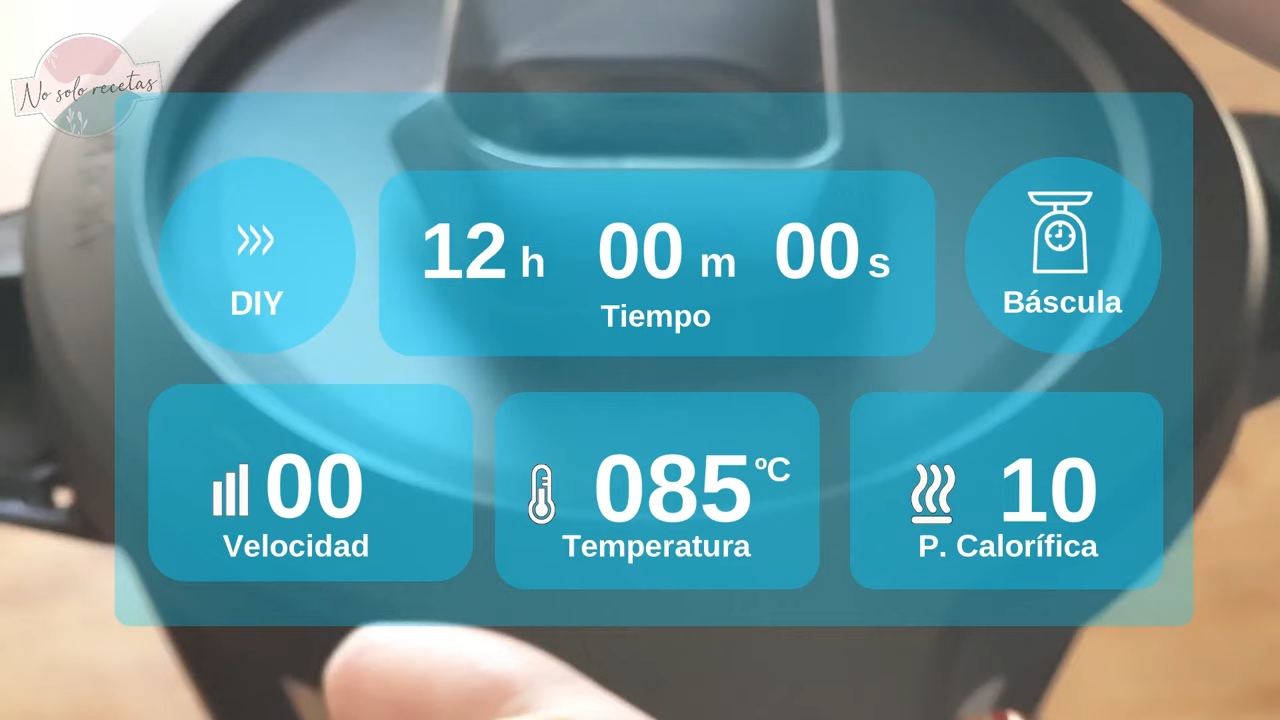 No solo recetas
DIY
12 h 00 m 00 s
Tiempo
Báscula
00
Velocidad
085 ºC
Temperatura
10
P. Calorífica